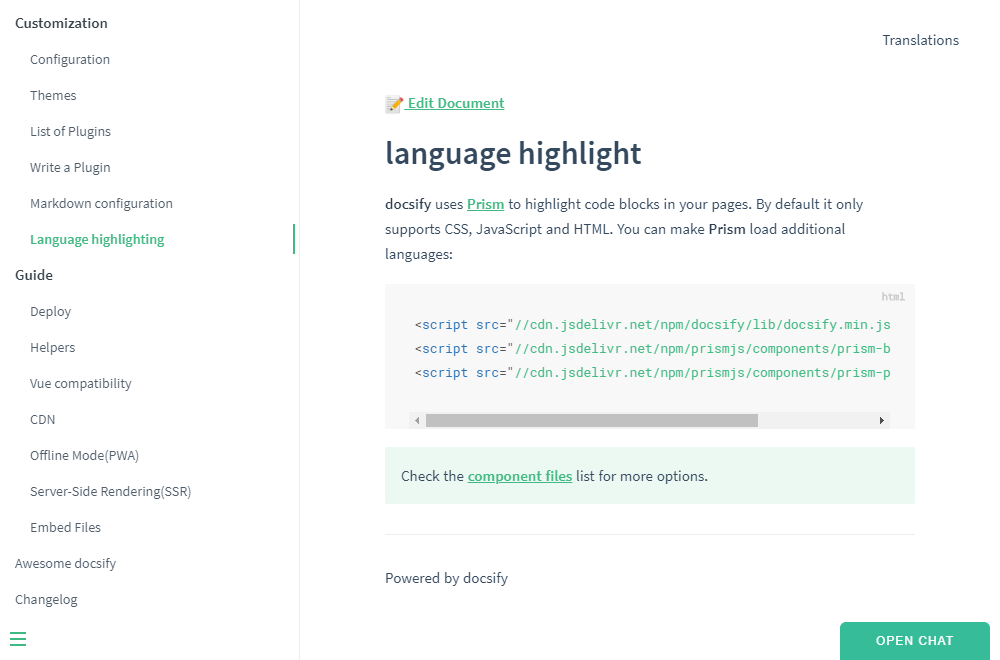 Customization
Configuration
Themes
List of Plugins
Write a Plugin
Markdown configuration
Language highlighting
Guide
Deploy
Helpers
Vue compatibility
CDN
Offline Mode(PWA)
Server-Side Rendering(SSR)
Embed Files
Awesome docsify
Changelog
Translations
Edit Document
language highlight
docsify uses Prism to highlight code blocks in your pages. By default it only
supports CSS, JavaScript and HTML. You can make Prism load additional
languages:
html
<script src="//cdn.jsdelivr.net/npm/docsify/lib/docsify.min.js
<script src="//cdn.jsdelivr.net/npm/prismjs/components/prism-b
<script src="//cdn.jsdelivr.net/npm/prismjs/components/prism-p
Check the component files list for more options.
Powered by docsify
OPEN CHAT